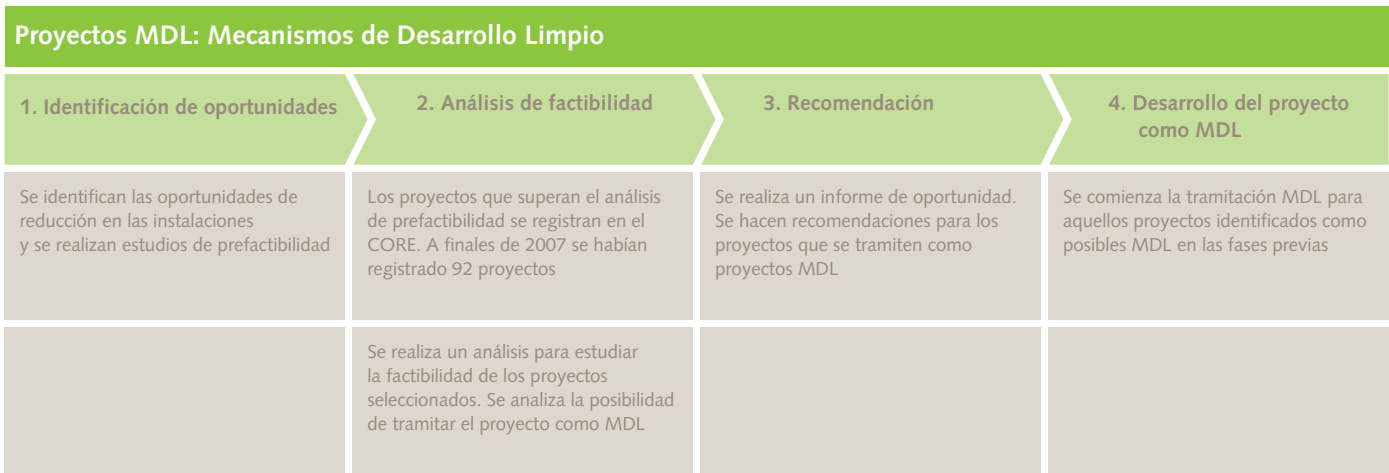 Proyectos MDL: Mecanismos de Desarrollo Limpio
1. Identificación de oportunidades
2. Análisis de factibilidad
3. Recomendación
4. Desarrollo del proyecto
como MDL
Se identifican las oportunidades de
reducción en las instalaciones
y se realizan estudios de prefactibilidad
Los proyectos que superan el análisis
de prefactibilidad se registran en el
CORE. A finales de 2007 se habían
registrado 92 proyectos
Se realiza un informe de oportunidad.
Se hacen recomendaciones para los
proyectos que se tramiten como
proyectos MDL
Se comienza la tramitación MDL para
aquellos proyectos identificados como
posibles MDL en las fases previas
Se realiza un análisis para estudiar
la factibilidad de los proyectos
seleccionados. Se analiza la posibilidad
de tramitar el proyecto como MDL